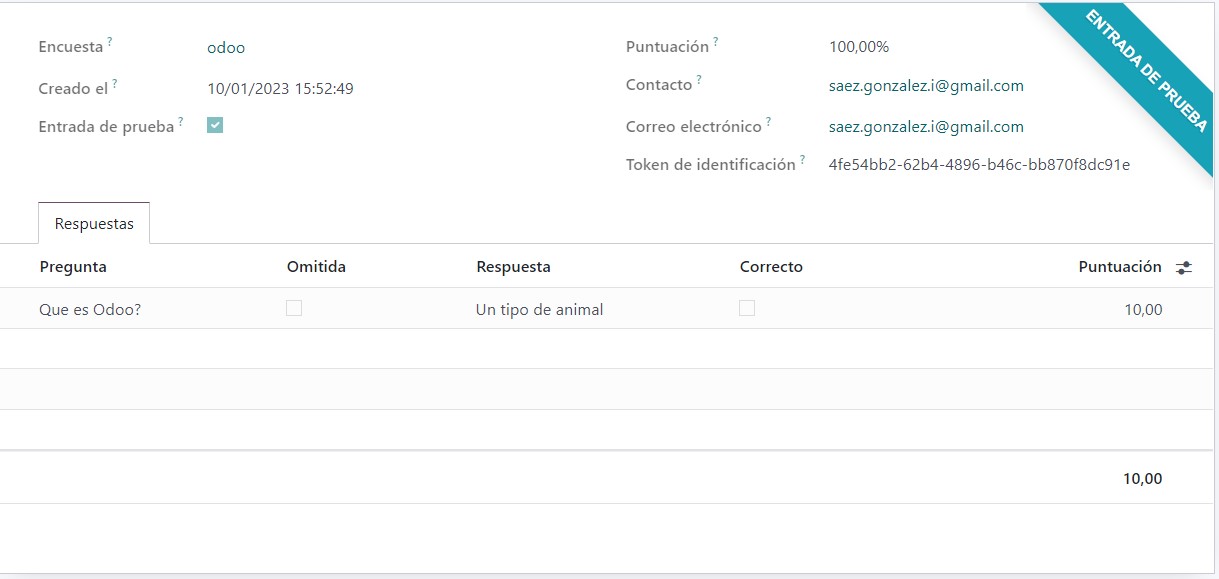 Encuesta ? odoo
Creado el ? 10/01/2023 15:52:49
Entrada de prueba ?
Puntuación ? 100,00%
Contacto ? saez.gonzalez.i@gmail.com
Correo electrónico ? saez.gonzalez.i@gmail.com
Token de identificación ? 4fe54bb2-62b4-4896-b46c-bb870f8dc91e
ENTRADA DE PRUEBA
Respuestas
Pregunta Omitida Respuesta Correcto Puntuación
Que es Odoo? Un tipo de animal 10,00
10,00